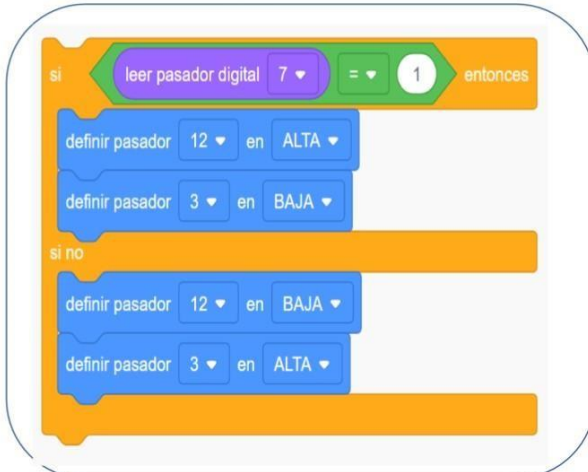 si leer pasador digital 7 = 1 entonces
definir pasador 12 en ALTA
definir pasador 3 en BAJA
si no
definir pasador 12 en BAJA
definir pasador 3 en ALTA